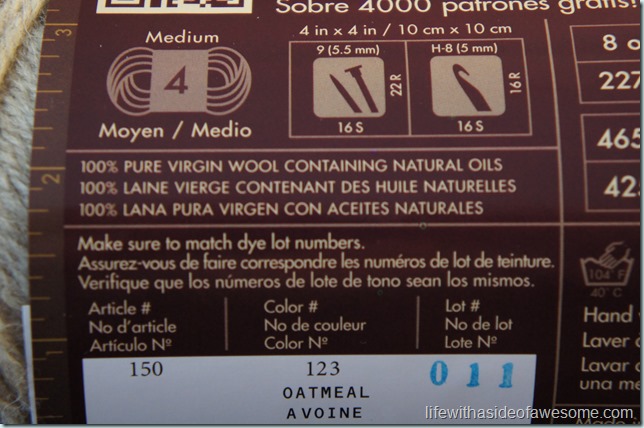 Sobre 4000 patrones gratis!
3
Medium
4
Moyen / Medio
4 in x 4 in / 10 cm x 10 cm
9 (5.5 mm)
22 R
16 S
H-8 (5 mm)
16 R
16 S
8 o
227
465
2
100% PURE VIRGIN WOOL CONTAINING NATURAL OILS
100% LAINE VIERGE CONTENANT DES HUILE NATURELLES
100% LANA PURA VIRGEN CON ACEITES NATURALES
42
Make sure to match dye lot numbers.
Assurez-vous de faire correspondre les numéros de lot de teinture.
Verifique que los números de lote de tono sean los mismos.
104° F
40° C
Article #
No d'article
Artículo Nº
Color #
No de couleur
Color Nº
Lot #
No de lot
Lote Nº
Hand
Laver
Lavar
una me
150
123
OATMEAL
AVOINE
011
lifewithasideofawesome.com